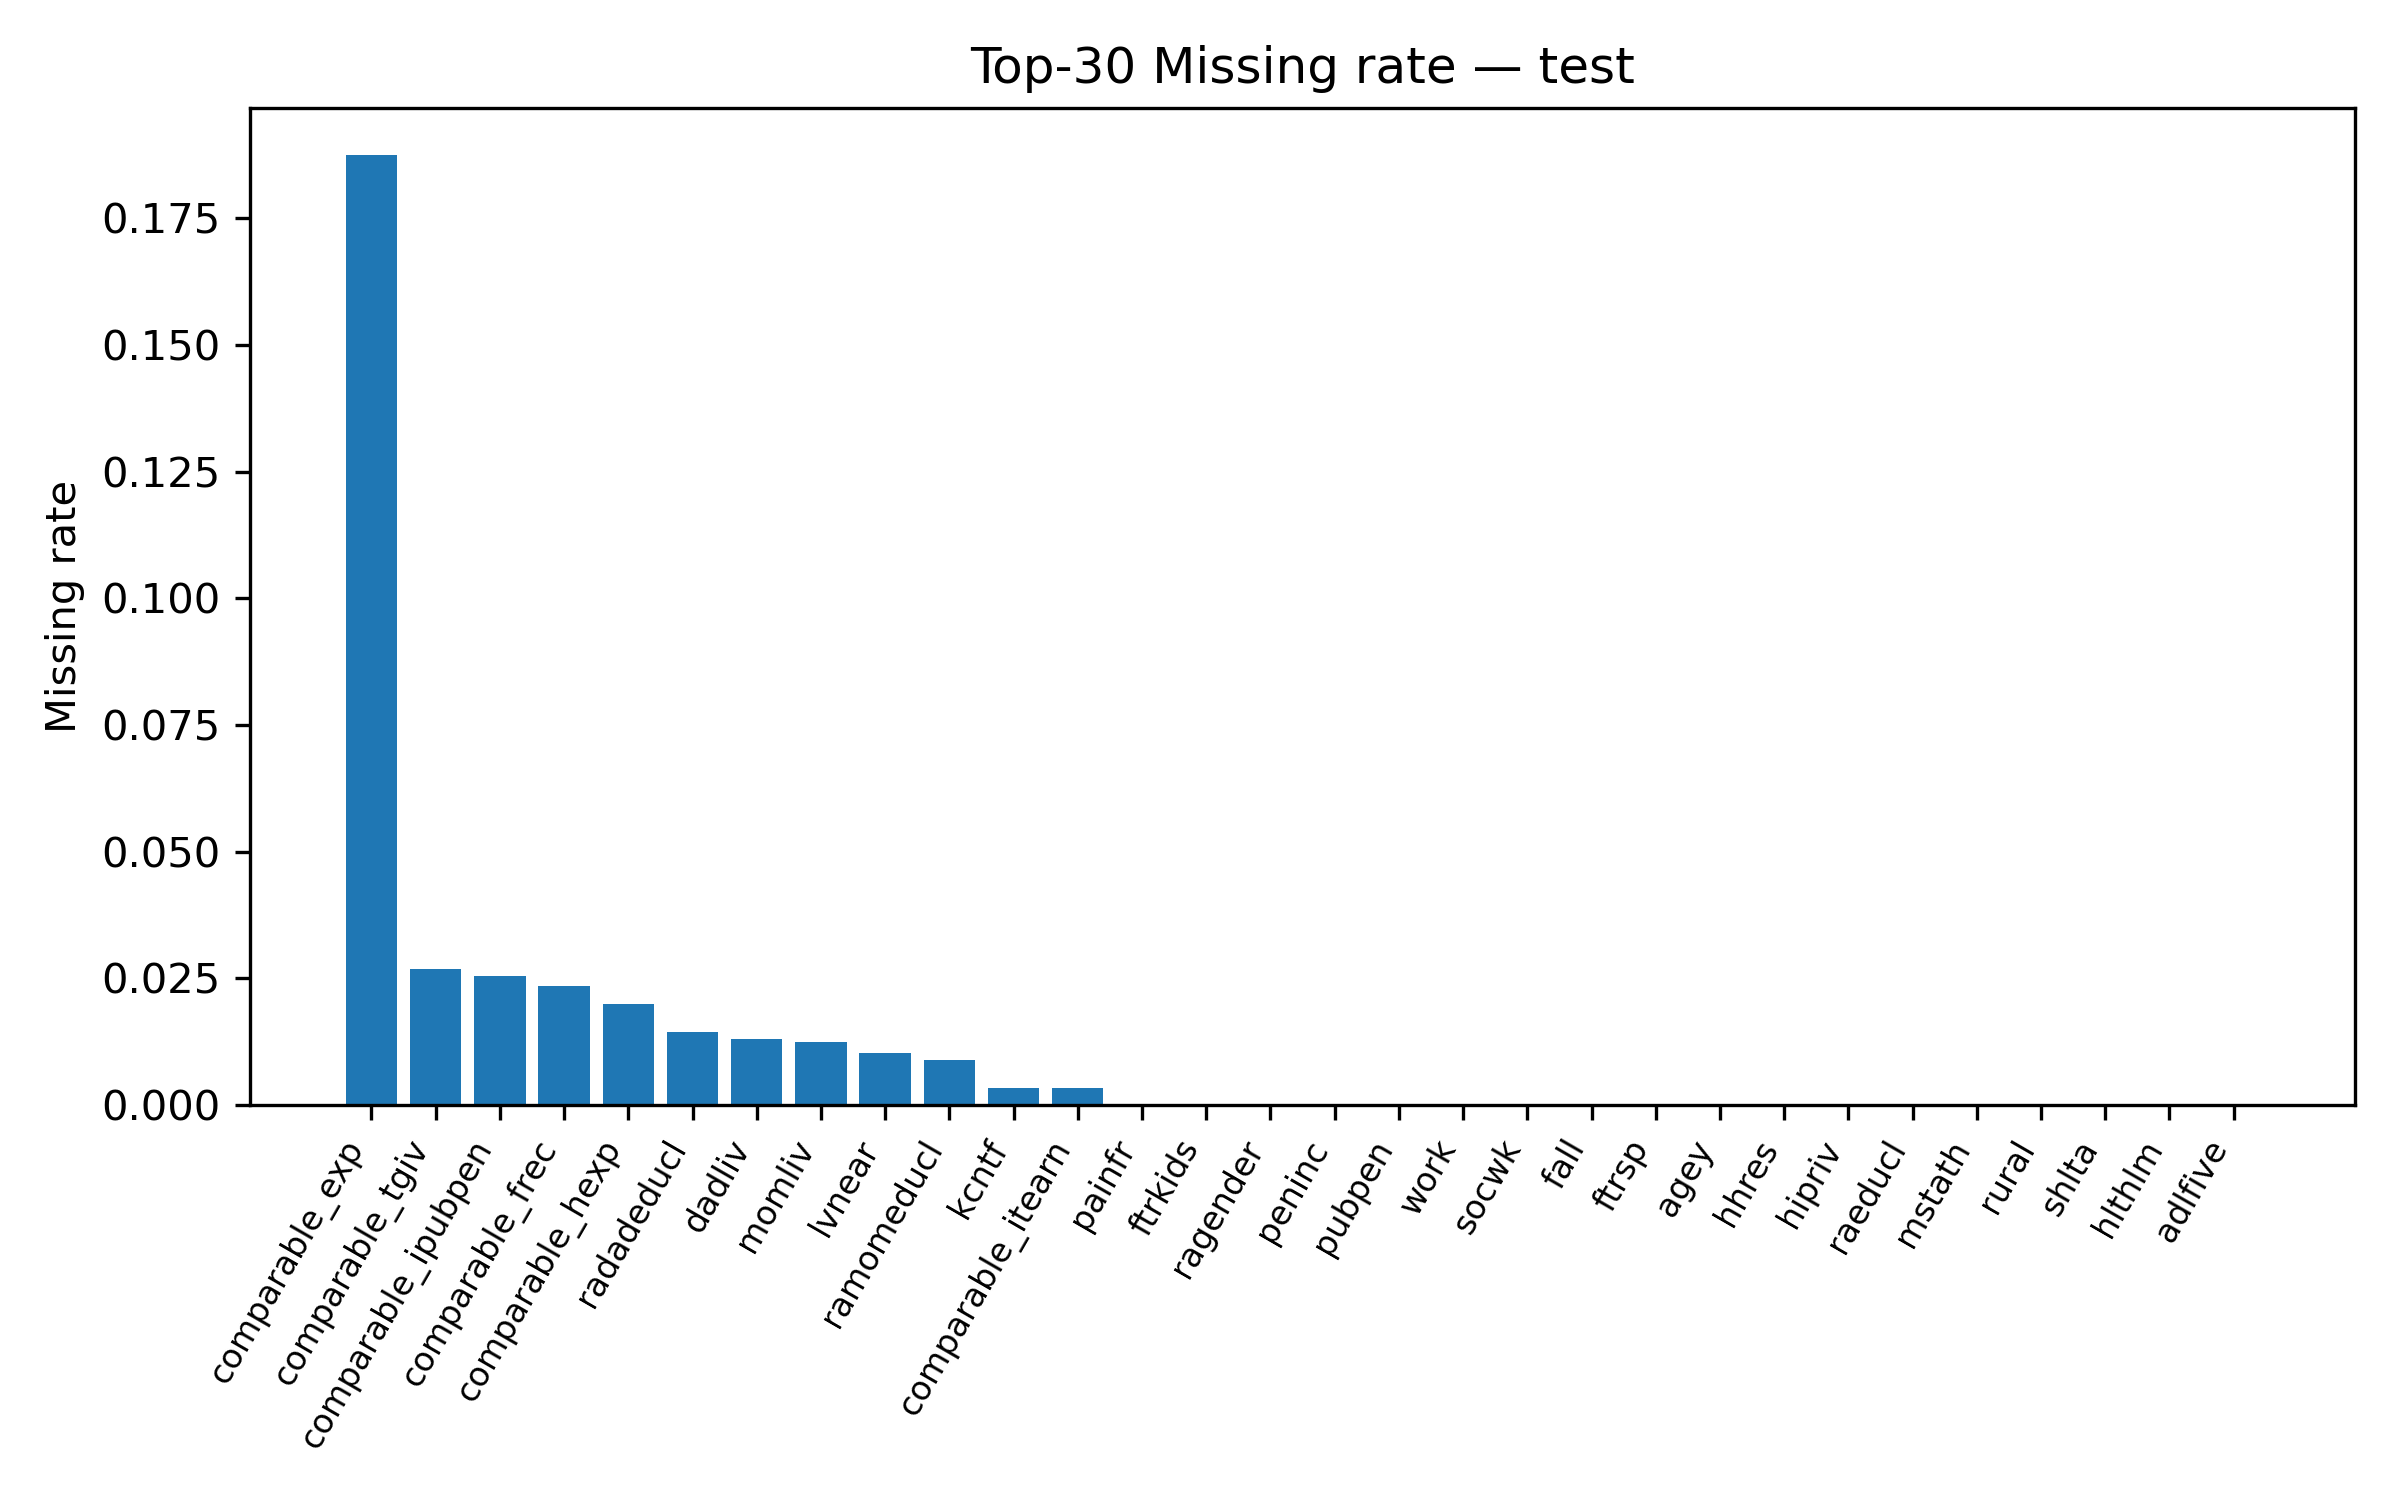 Top-30 Missing rate — test
Missing rate
0.175
0.150
0.125
0.100
0.075
0.050
0.025
0.000
comparable_exp
comparable_tgiv
comparable_ipubpen
comparable_frec
comparable_hexp
radadeducl
dadliv
momliv
lvnear
ramomeducl
kcntf
comparable_itearn
painfr
ftrkids
ragender
peninc
pubpen
work
socwk
fall
ftrsp
agey
hhres
hipriv
raeducl
mstath
rural
shlta
hlthlm
adlfive